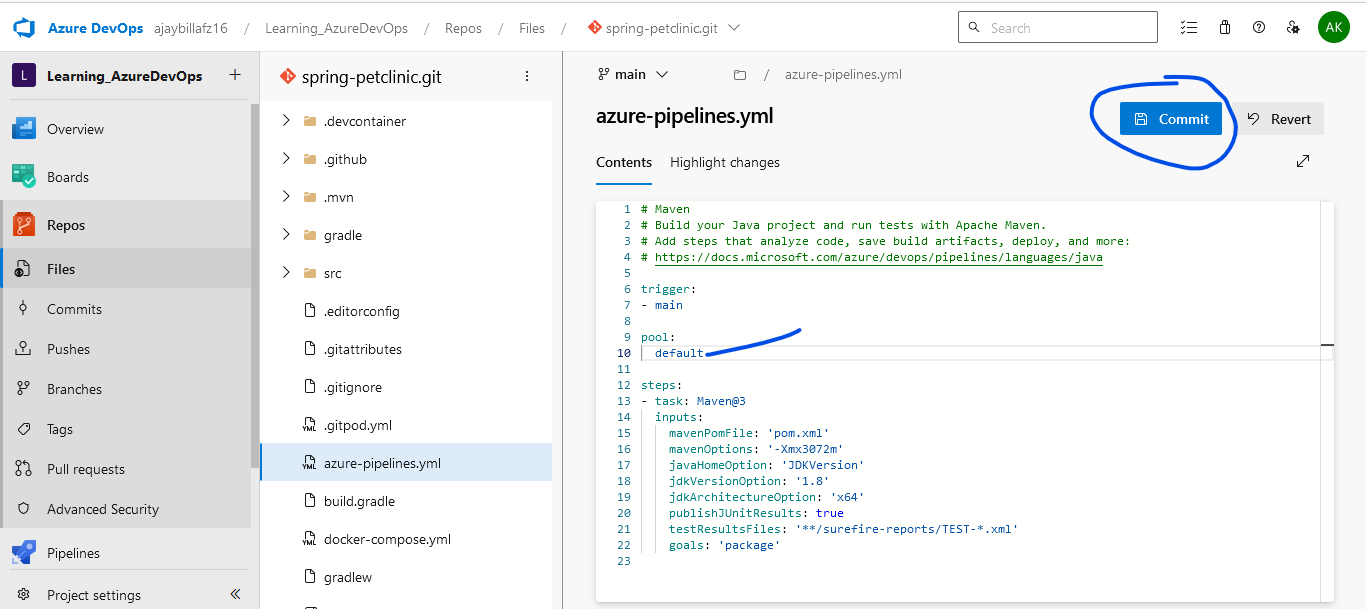 Azure DevOps ajaybillafz16 / Learning_AzureDevOps / Repos / Files / spring-petclinic.git
Search
AK
L Learning_AzureDevOps +
Overview
Boards
Repos
Files
Commits
Pushes
Branches
Tags
Pull requests
Advanced Security
Pipelines
Project settings
spring-petclinic.git
.devcontainer
.github
.mvn
gradle
src
.editorconfig
.gitattributes
.gitignore
YML .gitpod.yml
YML azure-pipelines.yml
build.gradle
YML docker-compose.yml
gradlew
main / azure-pipelines.yml
azure-pipelines.yml
Commit
Revert
Contents Highlight changes
1 # Maven
2 # Build your Java project and run tests with Apache Maven.
3 # Add steps that analyze code, save build artifacts, deploy, and more:
4 # https://docs.microsoft.com/azure/devops/pipelines/languages/java
5
6 trigger:
7 - main
8
9 pool:
10 default
11
12 steps:
13 - task: Maven@3
14 inputs:
15 mavenPomFile: 'pom.xml'
16 mavenOptions: '-Xmx3072m'
17 javaHomeOption: 'JDKVersion'
18 jdkVersionOption: '1.8'
19 jdkArchitectureOption: 'x64'
20 publishJUnitResults: true
21 testResultsFiles: '**/surefire-reports/TEST-*.xml'
22 goals: 'package'
23